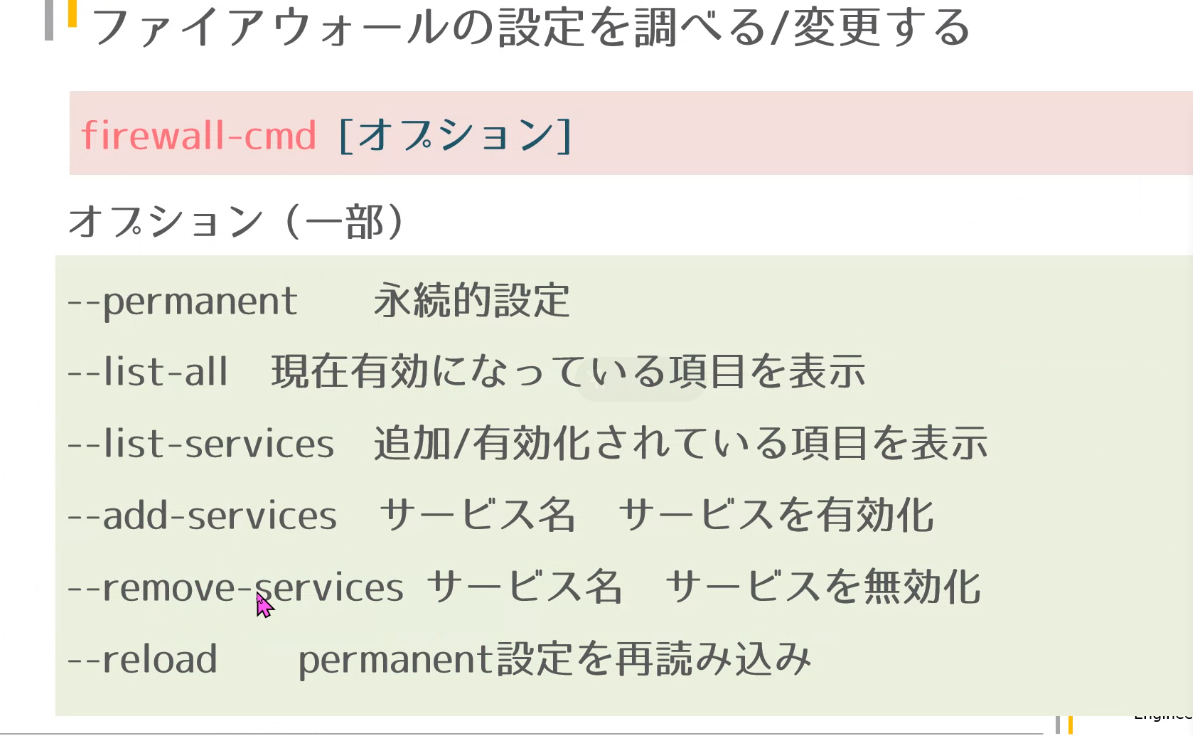 ファイアウォールの設定を調べる/変更する
firewall-cmd [オプション]
オプション（一部）
--permanent　　永続的設定
--list-all　現在有効になっている項目を表示
--list-services　追加/有効化されている項目を表示
--add-services　サービス名　サービスを有効化
--remove-services サービス名　サービスを無効化
--reload　　permanent設定を再読み込み